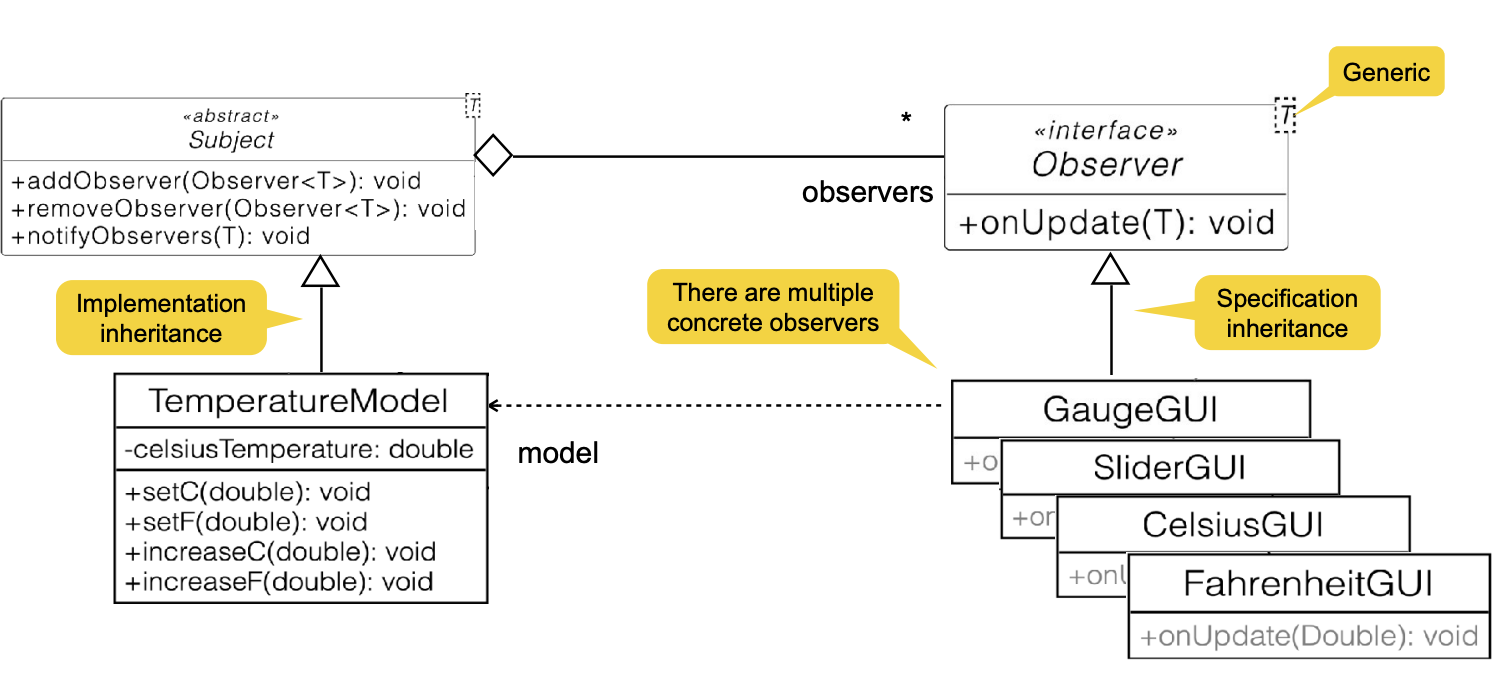 Generic
«abstract»
Subject
T
+addObserver(Observer<T>): void
+removeObserver(Observer<T>): void
+notifyObservers(T): void
*
observers
«interface»
Observer
T
+onUpdate(T): void
Implementation
inheritance
There are multiple
concrete observers
Specification
inheritance
TemperatureModel
-celsiusTemperature: double
+setC(double): void
+setF(double): void
+increaseC(double): void
+increaseF(double): void
model
GaugeGUI
+o
SliderGUI
+or
CelsiusGUI
+onU
FahrenheitGUI
+onUpdate(Double): void